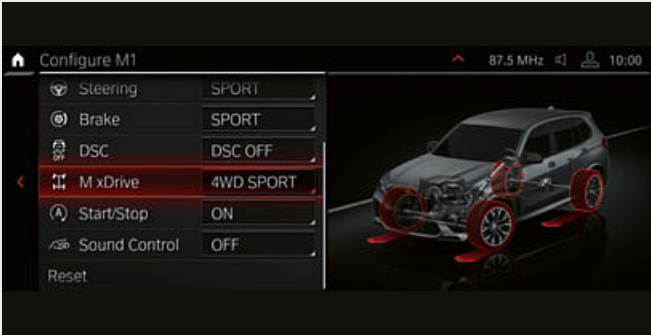 Configure M1
87.5 MHz
10:00
Steering SPORT
Brake SPORT
DSC DSC OFF
M xDrive 4WD SPORT
Start/Stop ON
Sound Control OFF
Reset